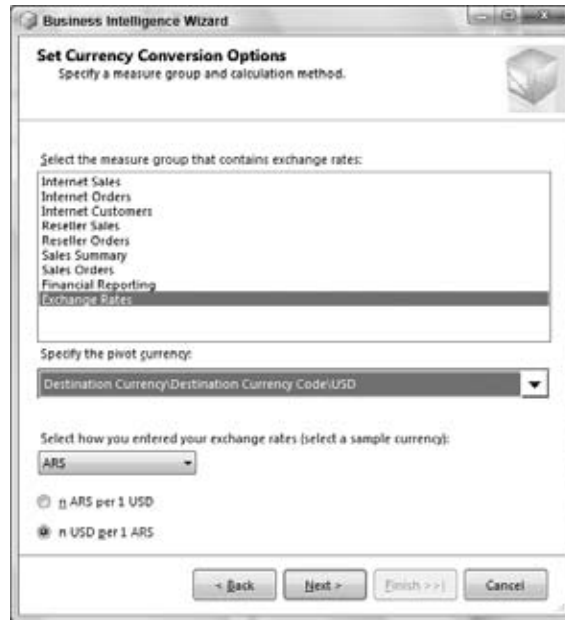 Business Intelligence Wizard
Set Currency Conversion Options
Specify a measure group and calculation method.
Select the measure group that contains exchange rates:
Internet Sales
Internet Orders
Internet Customers
Reseller Sales
Reseller Orders
Sales Summary
Sales Orders
Financial Reporting
Exchange Rates
Specify the pivot currency:
Destination Currency\Destination Currency Code\USD
Select how you entered your exchange rates (select a sample currency):
ARS
n ARS per 1 USD
n USD per 1 ARS
< Back
Next >
Finish >>|
Cancel